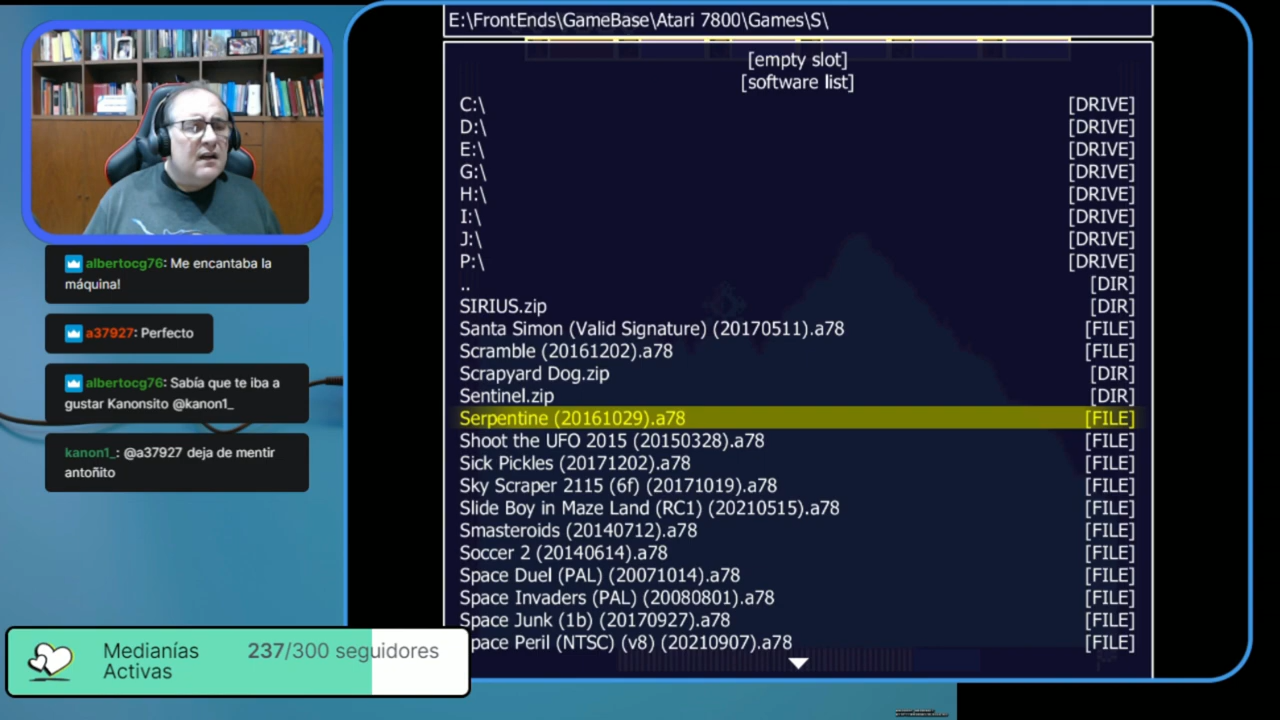 E:\FrontEnds\GameBase\Atari 7800\Games\S\
[empty slot]
[software list]
C:\ [DRIVE]
D:\ [DRIVE]
E:\ [DRIVE]
G:\ [DRIVE]
H:\ [DRIVE]
I:\ [DRIVE]
J:\ [DRIVE]
P:\ [DRIVE]
.. [DIR]
SIRIUS.zip [DIR]
Santa Simon (Valid Signature) (20170511).a78 [FILE]
Scramble (20161202).a78 [FILE]
Scrapyard Dog.zip [DIR]
Sentinel.zip [DIR]
Serpentine (20161029).a78 [FILE]
Shoot the UFO 2015 (20150328).a78 [FILE]
Sick Pickles (20171202).a78 [FILE]
Sky Scraper 2115 (6f) (20171019).a78 [FILE]
Slide Boy in Maze Land (RC1) (20210515).a78 [FILE]
Smasteroids (20140712).a78 [FILE]
Soccer 2 (20140614).a78 [FILE]
Space Duel (PAL) (20071014).a78 [FILE]
Space Invaders (PAL) (20080801).a78 [FILE]
Space Junk (1b) (20170927).a78 [FILE]
pace Peril (NTSC) (v8) (20210907).a78 [FILE]
albertocg76: Me encantaba la
máquina!
a37927: Perfecto
albertocg76: Sabía que te iba a
gustar Kanonsito @kanon1_
kanon1_: @a37927 deja de mentir
antoñito
Medianías
Activas
237/300 seguidores